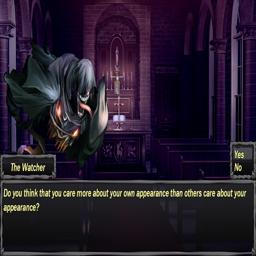 Yes
The Watcher
No
Do you think that you care more about your own appearance than others care about your
appearance?